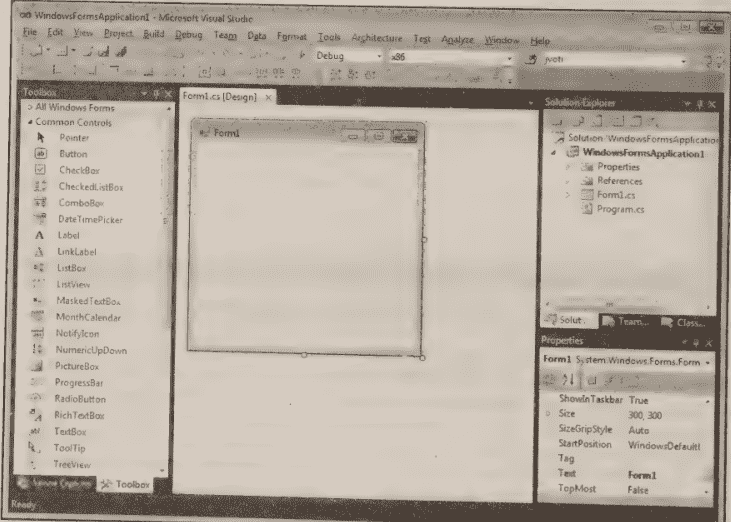 WindowsFormsApplication1 - Microsoft Visual Studio
File Edit View Project Build Debug Team Data Format Tools Architecture Test Analyze Window Help
Debug x86 jyoti
Toolbox
All Windows Forms
Common Controls
Pointer
Button
CheckBox
CheckedListBox
ComboBox
DateTimePicker
Label
LinkLabel
ListBox
ListView
MaskedTextBox
MonthCalendar
NotifyIcon
NumericUpDown
PictureBox
ProgressBar
RadioButton
RichTextBox
TextBox
ToolTip
TreeView
Toolbox
Ready
Form1.cs [Design]
Form1
Solution Explorer
Solution 'WindowsFormsApplication
WindowsFormsApplication1
Properties
References
Form1.cs
Program.cs
Solut... Team... Class...
Properties
Form1 System.Windows.Forms.Form
ShowInTaskbar True
Size 300, 300
SizeGripStyle Auto
StartPosition WindowsDefaultl
Tag
Text Form1
TopMost False